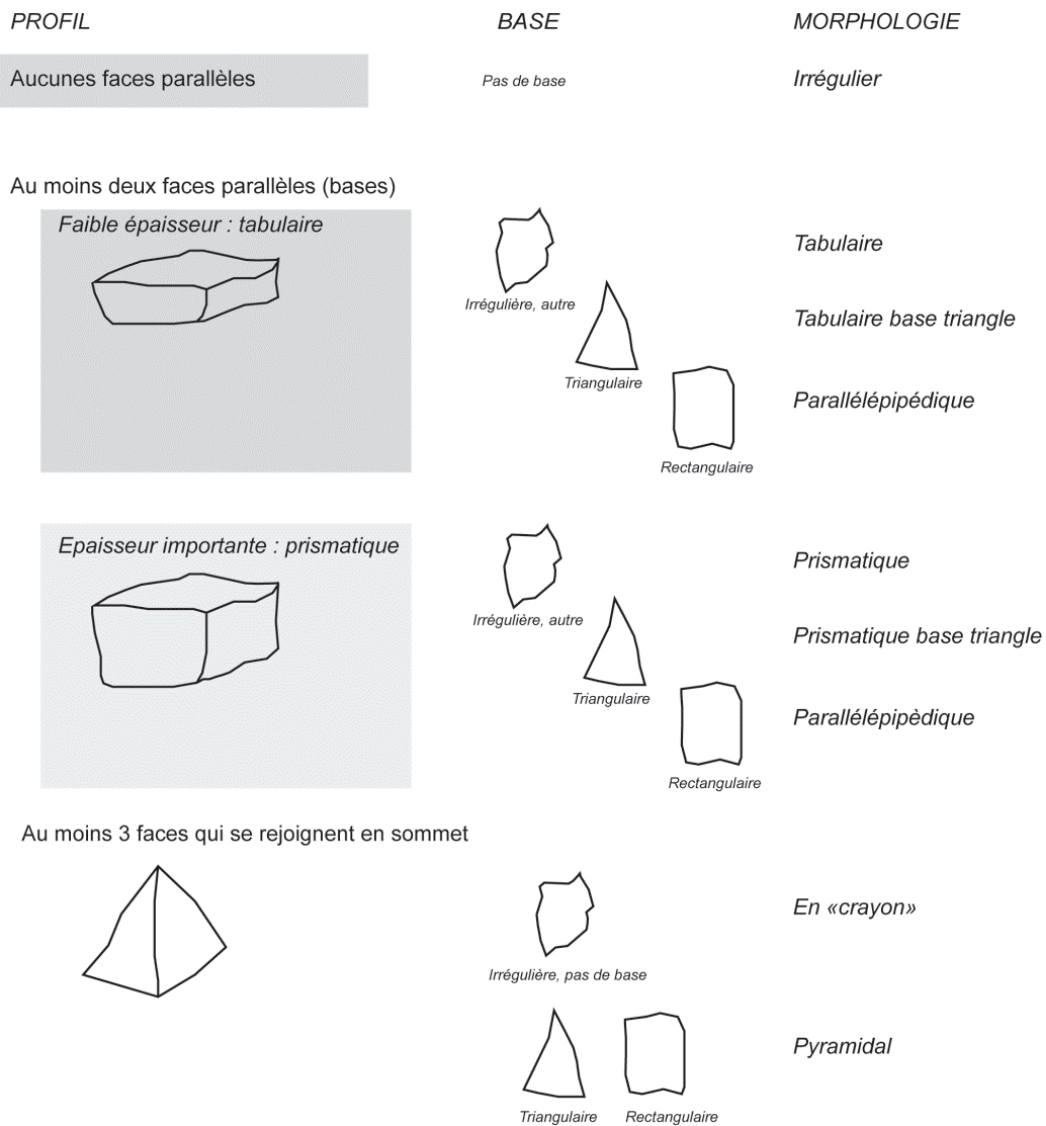 PROFIL
BASE
MORPHOLOGIE
Aucunes faces parallèles
Pas de base
Irrégulier
Au moins deux faces parallèles (bases)
Faible épaisseur : tabulaire
Irrégulière, autre
Tabulaire
Triangulaire
Tabulaire base triangle
Rectangulaire
Parallélépipédique
Epaisseur importante : prismatique
Irrégulière, autre
Prismatique
Triangulaire
Prismatique base triangle
Rectangulaire
Parallélépipèdique
Au moins 3 faces qui se rejoignent en sommet
Irrégulière, pas de base
En «crayon»
Triangulaire
Rectangulaire
Pyramidal